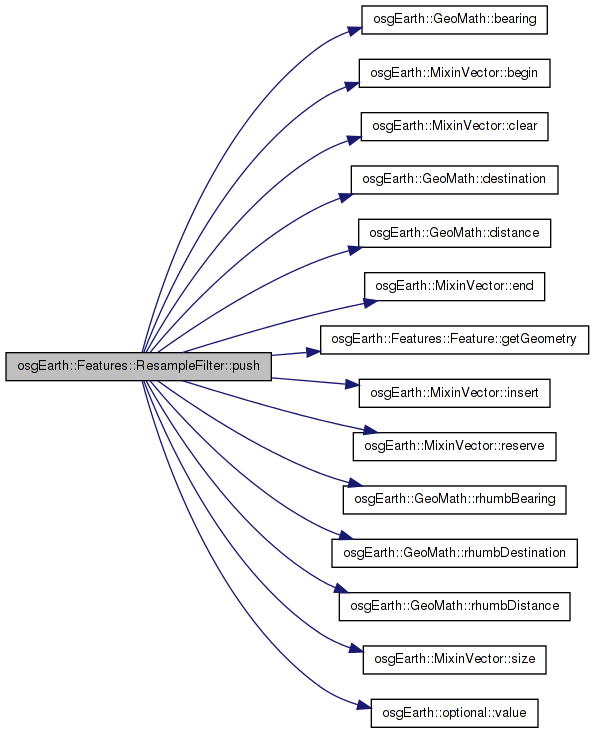 osgEarth::GeoMath::bearing
osgEarth::MixinVector::begin
osgEarth::MixinVector::clear
osgEarth::GeoMath::destination
osgEarth::GeoMath::distance
osgEarth::MixinVector::end
osgEarth::Features::Feature::getGeometry
osgEarth::Features::ResampleFilter::push
osgEarth::MixinVector::insert
osgEarth::MixinVector::reserve
osgEarth::GeoMath::rhumbBearing
osgEarth::GeoMath::rhumbDestination
osgEarth::GeoMath::rhumbDistance
osgEarth::MixinVector::size
osgEarth::optional::value